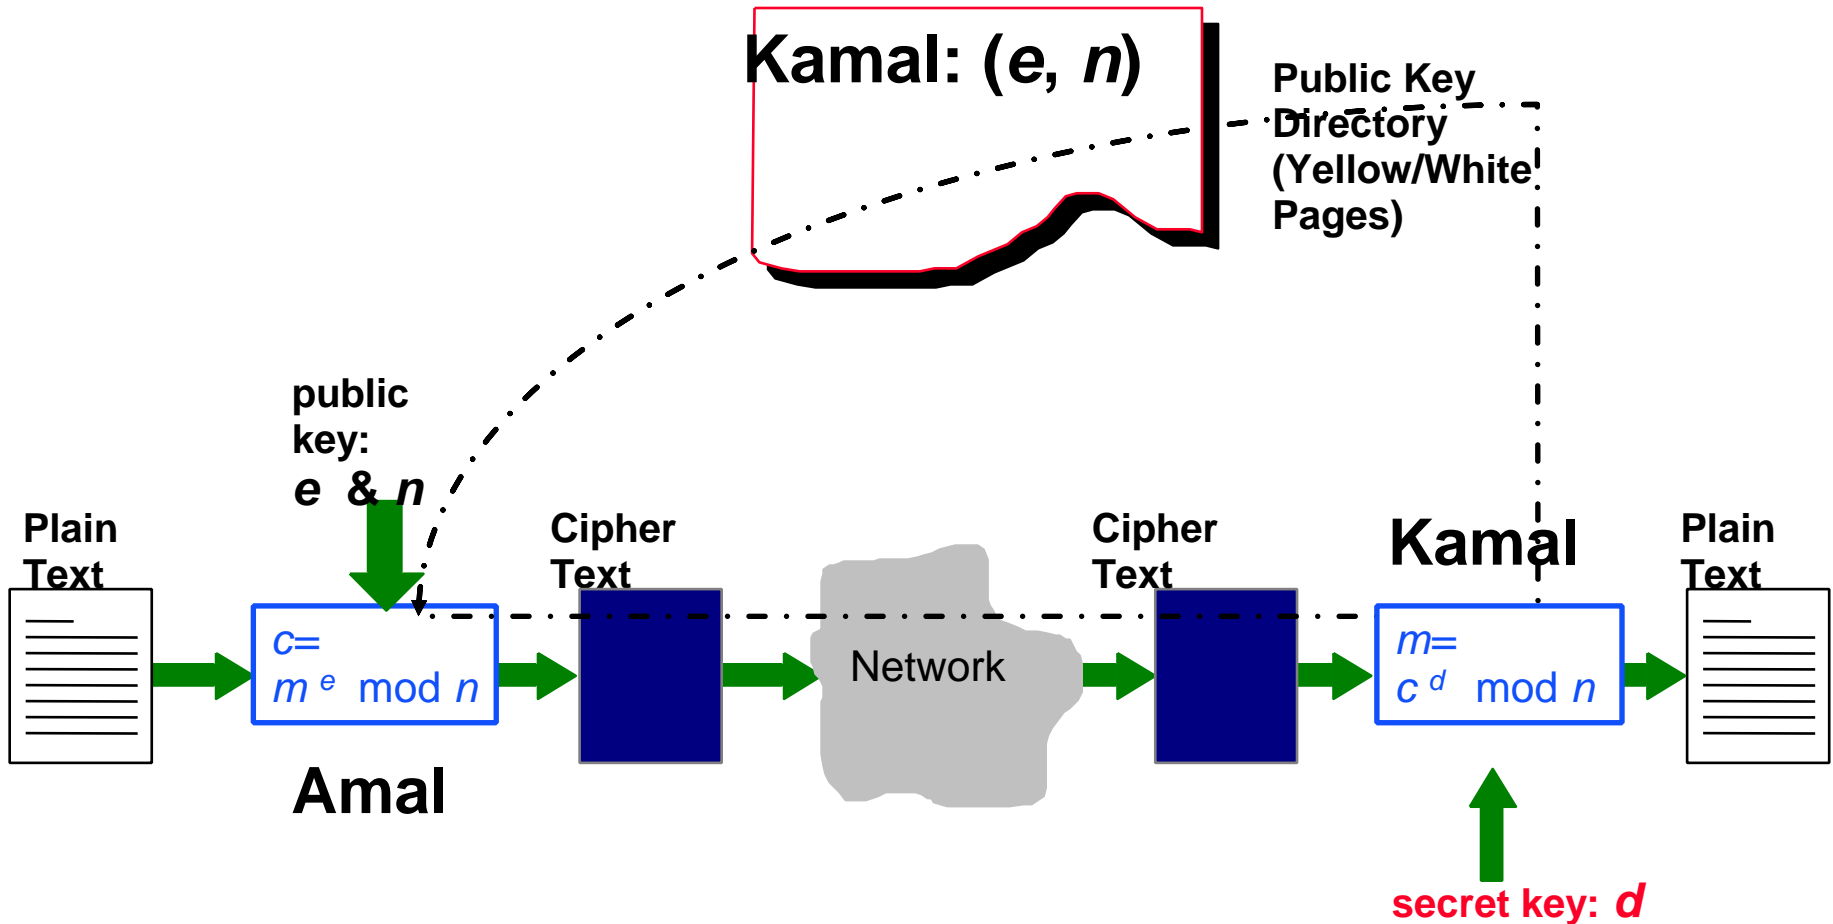 Kamal: (e, n)
Public Key
Directory
(Yellow/White
Pages)
public
key:
e & n
Plain
Text
Cipher
Text
Cipher
Text
Kamal
Plain
Text
c=
m e mod n
Network
m=
c d mod n
Amal
secret key: d